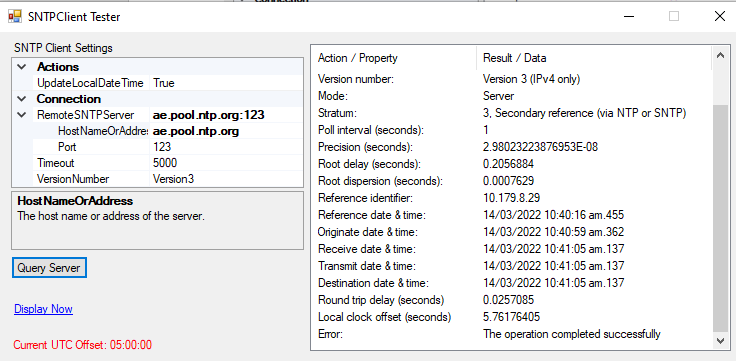 Connection
SNTPClient Tester
SNTP Client Settings
Actions
UpdateLocalDateTime True
Connection
RemoteSNTPServer ae.pool.ntp.org:123
HostNameOrAddres ae.pool.ntp.org
Port 123
Timeout 5000
VersionNumber Version3
HostNameOrAddress
The host name or address of the server.
Query Server
Display Now
Current UTC Offset: 05:00:00
Action / Property Result / Data
Version number: Version 3 (IPv4 only)
Mode: Server
Stratum: 3, Secondary reference (via NTP or SNTP)
Poll interval (seconds): 1
Precision (seconds): 2.98023223876953E-08
Root delay (seconds): 0.2056884
Root dispersion (seconds): 0.0007629
Reference identifier: 10.179.8.29
Reference date & time: 14/03/2022 10:40:16 am.455
Originate date & time: 14/03/2022 10:40:59 am.362
Receive date & time: 14/03/2022 10:41:05 am.137
Transmit date & time: 14/03/2022 10:41:05 am.137
Destination date & time: 14/03/2022 10:41:05 am.137
Round trip delay (seconds) 0.0257085
Local clock offset (seconds) 5.76176405
Error: The operation completed successfully